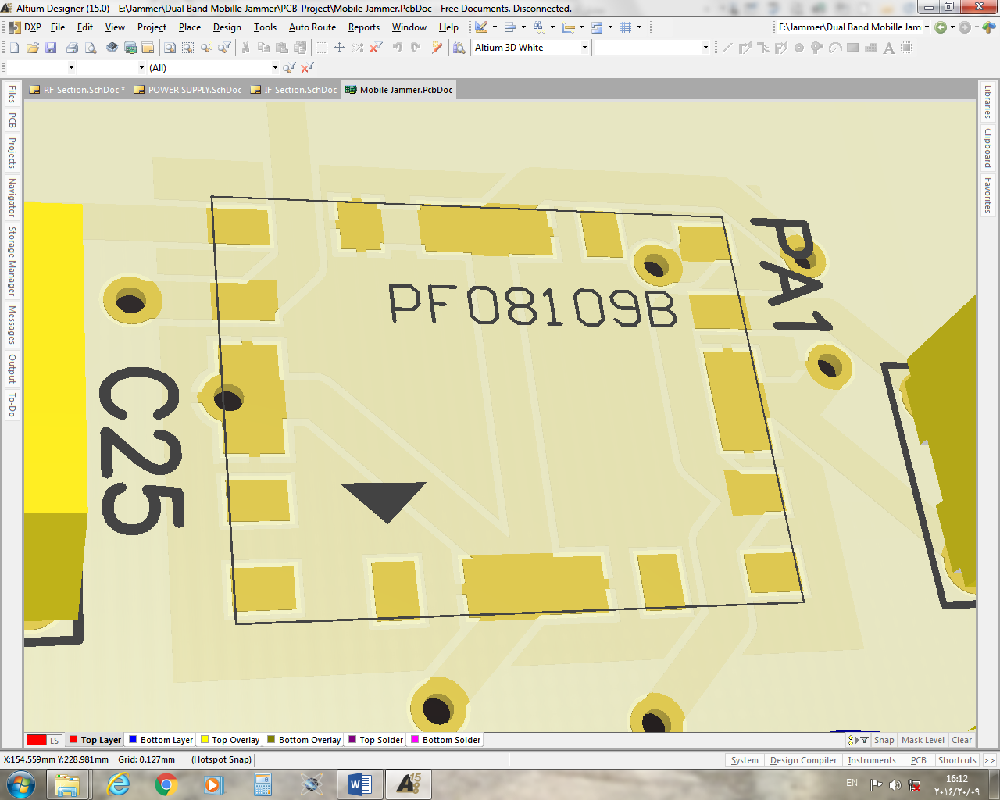 Altium Designer (15.0) - E:\Jammer\Dual Band Mobille Jammer\PCB_Project\Mobile Jammer.PcbDoc - Free Documents. Disconnected.
DXP File Edit View Project Place Design Tools Auto Route Reports Window Help E:\Jammer\Dual Band Mobille Jam
Altium 3D White
(All)
RF-Section.SchDoc * POWER SUPPLY.SchDoc IF-Section.SchDoc Mobile Jammer.PcbDoc
Files
PCB
Projects
Navigator
Storage Manager
Messages
Output
To-Do
Libraries
Clipboard
Favorites
PA1
PF08109B
C25
LS Top Layer Bottom Layer Top Overlay Bottom Overlay Top Solder Bottom Solder Snap Mask Level Clear
X:154.559mm Y:228.981mm Grid: 0.127mm (Hotspot Snap) System Design Compiler Instruments PCB Shortcuts >>
EN 16:12
٢٠١۶/٢٠/٠٩